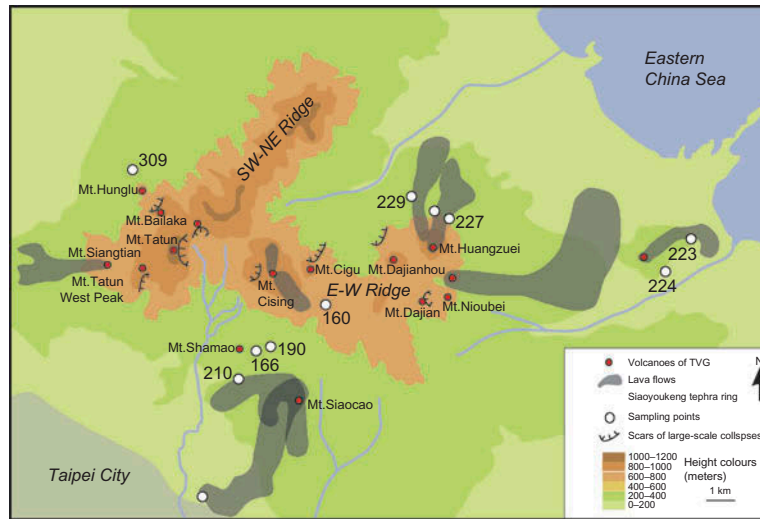 Eastern
China Sea
SW-NE Ridge
309
Mt.Hunglu
229
Mt.Bailaka
227
Mt.Tatun
Mt.Siangtian
Mt.Huangzuei
223
Mt.Cigu
Mt.Dajianhou
Mt.Tatun
West Peak
Mt.
Cising
E-W Ridge
224
Mt.Nioubei
Mt.Dajian
160
Mt.Shamao
190
166
210
Mt.Siaocao
Taipei City
N
Volcanoes of TVG
Lava flows
Siaoyoukeng tephra ring
Sampling points
Scars of large-scale collspses
1000–1200
800–1000
600–800
400–600
200–400
0–200
Height colours
(meters)
1 km